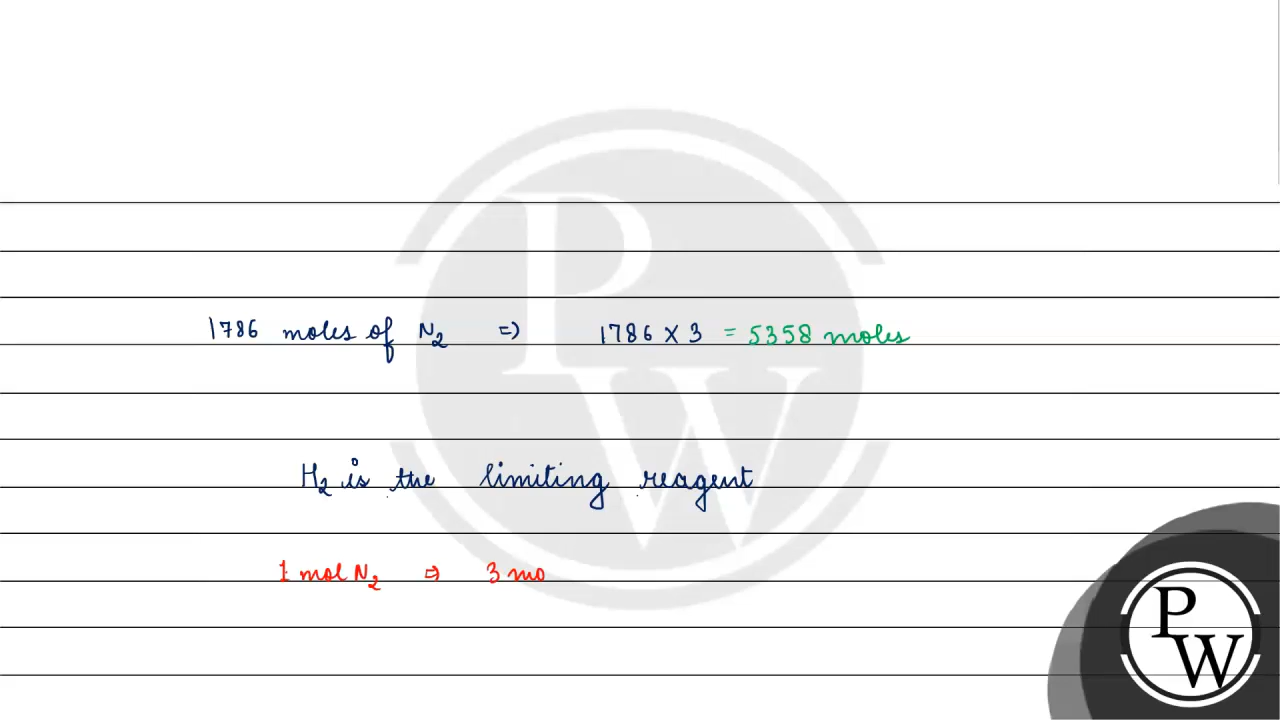 1786 moles of N₂ ⇒ 1786 × 3 = 5358 moles
H₂ is the limiting reagent
1 mol N₂ ⇒ 3 mo
P
W
P
W